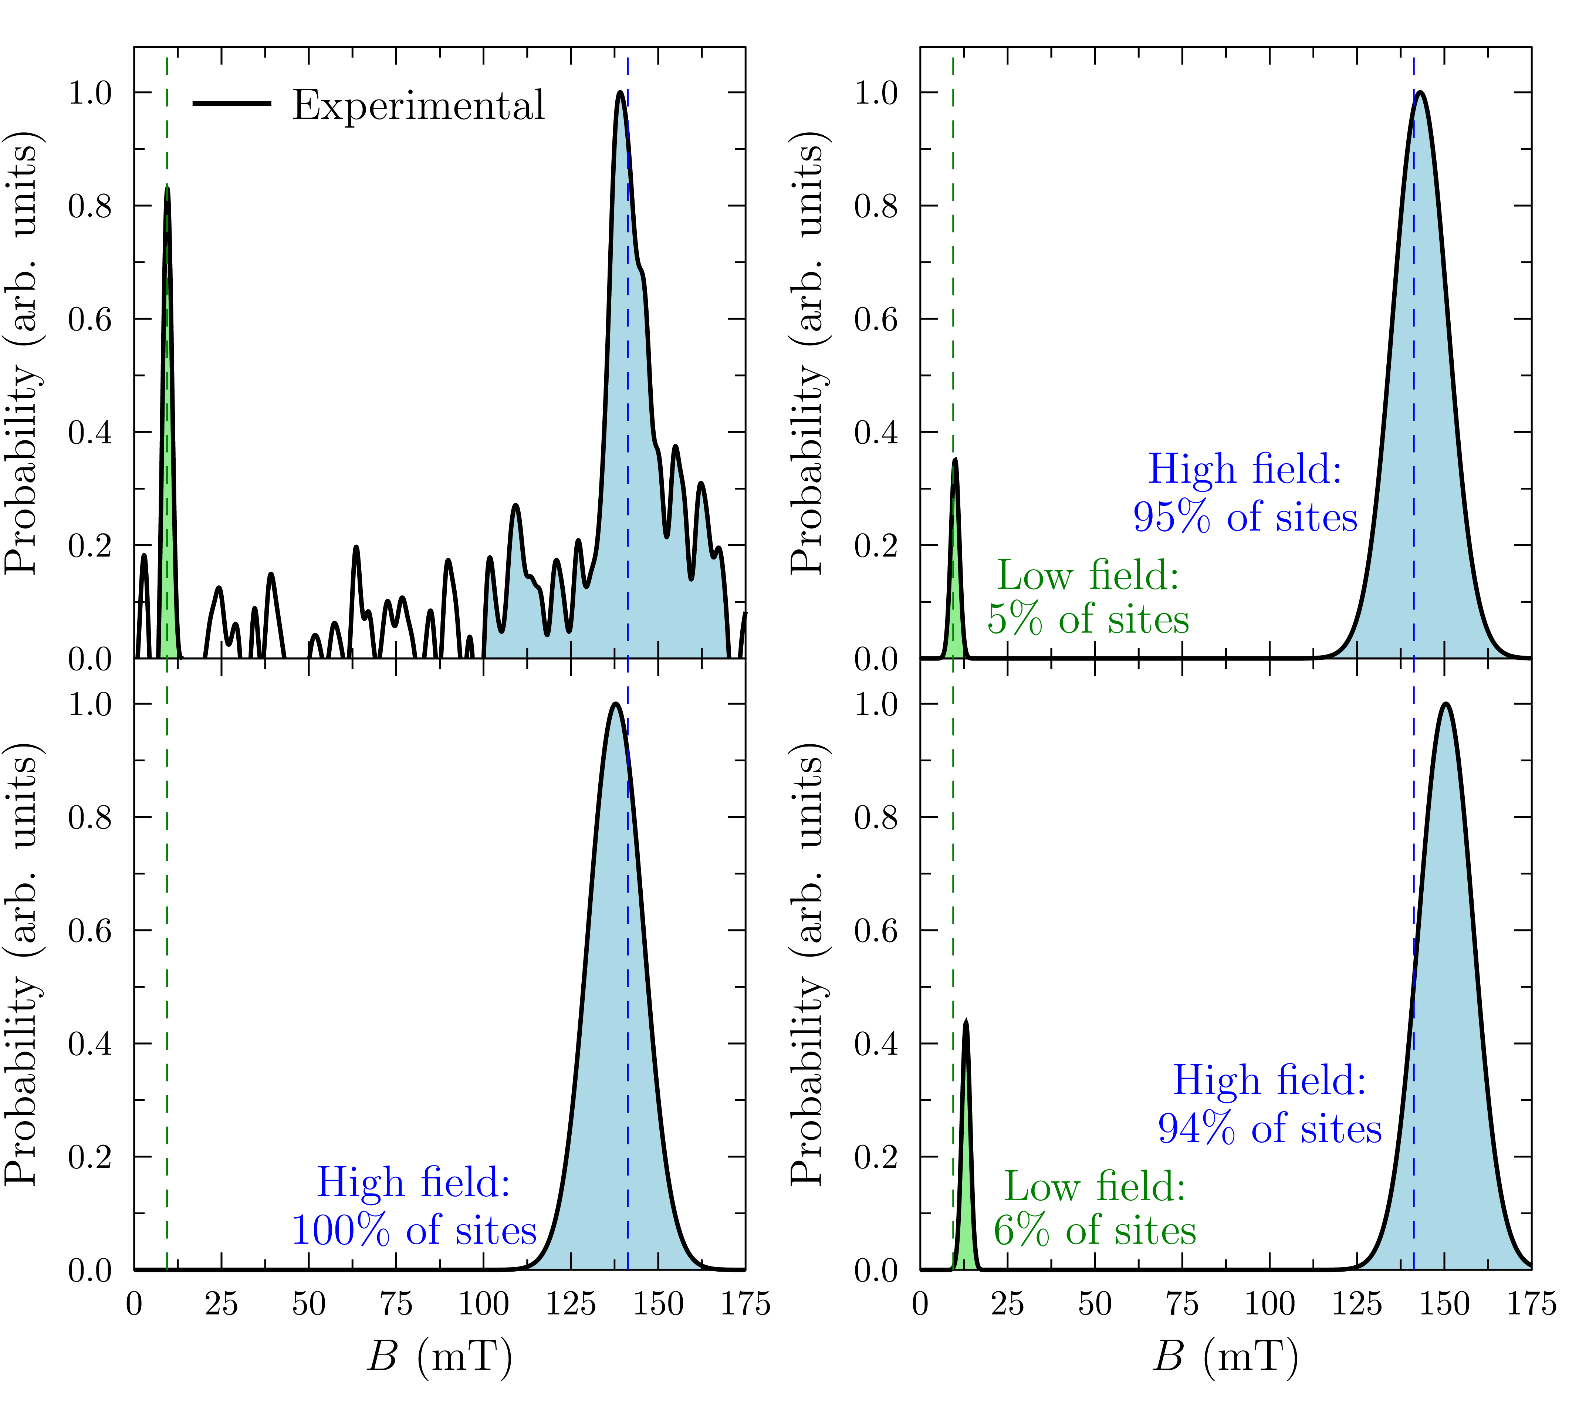 Probability (arb. units)
1.0
0.8
0.6
0.4
0.2
0.0
Experimental
Probability (arb. units)
1.0
0.8
0.6
0.4
0.2
0.0
High field:
95% of sites
Low field:
5% of sites
Probability (arb. units)
1.0
0.8
0.6
0.4
0.2
0.0
High field:
100% of sites
0 25 50 75 100 125 150 175
B (mT)
Probability (arb. units)
1.0
0.8
0.6
0.4
0.2
0.0
High field:
94% of sites
Low field:
6% of sites
0 25 50 75 100 125 150 175
B (mT)